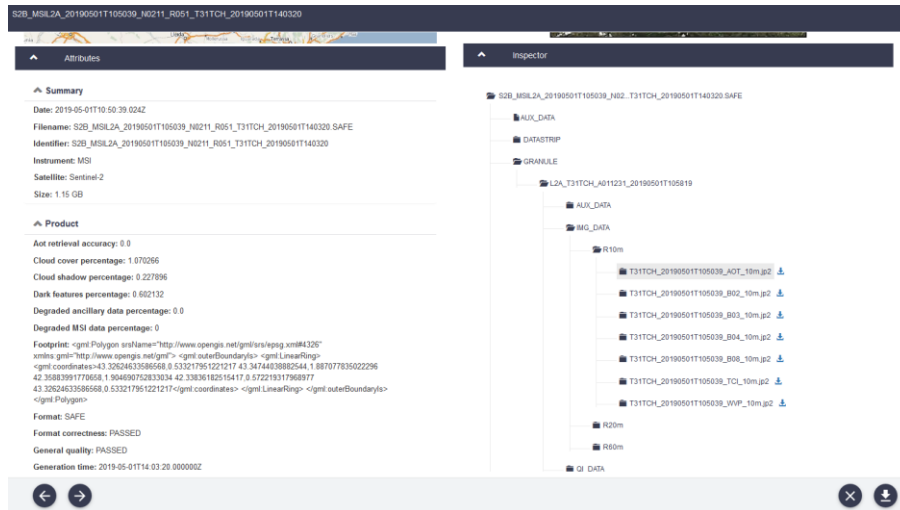 S2B_MSIL2A_20190501T105039_N0211_R051_T31TCH_20190501T140320
Attributes
Summary
Date: 2019-05-01T10:50:39.024Z
Filename: S2B_MSIL2A_20190501T105039_N0211_R051_T31TCH_20190501T140320.SAFE
Identifier: S2B_MSIL2A_20190501T105039_N0211_R051_T31TCH_20190501T140320
Instrument: MSI
Satellite: Sentinel-2
Size: 1.15 GB
Product
Aot retrieval accuracy: 0.0
Cloud cover percentage: 1.070266
Cloud shadow percentage: 0.227896
Dark features percentage: 0.602132
Degraded ancillary data percentage: 0.0
Degraded MSI data percentage: 0
Footprint: <gml:Polygon srsName="http://www.opengis.net/gml/srs/epsg.xml#4326"
xmlns:gml="http://www.opengis.net/gml"> <gml:outerBoundaryIs> <gml:LinearRing>
<gml:coordinates>43.32624633586568,0.533217951221217 43.34744038882544,1.887077835022296
42.35883991770658,1.904690752833034 42.33836182515417,0.572219317968977
43.32624633586568,0.533217951221217</gml:coordinates> </gml:LinearRing> </gml:outerBoundaryIs>
</gml:Polygon>
Format: SAFE
Format correctness: PASSED
General quality: PASSED
Generation time: 2019-05-01T14:03:20.000000Z
Inspector
S2B_MSIL2A_20190501T105039_N02...T31TCH_20190501T140320.SAFE
AUX_DATA
DATASTRIP
GRANULE
L2A_T31TCH_A011231_20190501T105819
AUX_DATA
IMG_DATA
R10m
T31TCH_20190501T105039_AOT_10m.jp2
T31TCH_20190501T105039_B02_10m.jp2
T31TCH_20190501T105039_B03_10m.jp2
T31TCH_20190501T105039_B04_10m.jp2
T31TCH_20190501T105039_B08_10m.jp2
T31TCH_20190501T105039_TCI_10m.jp2
T31TCH_20190501T105039_WVP_10m.jp2
R20m
R60m
QI_DATA